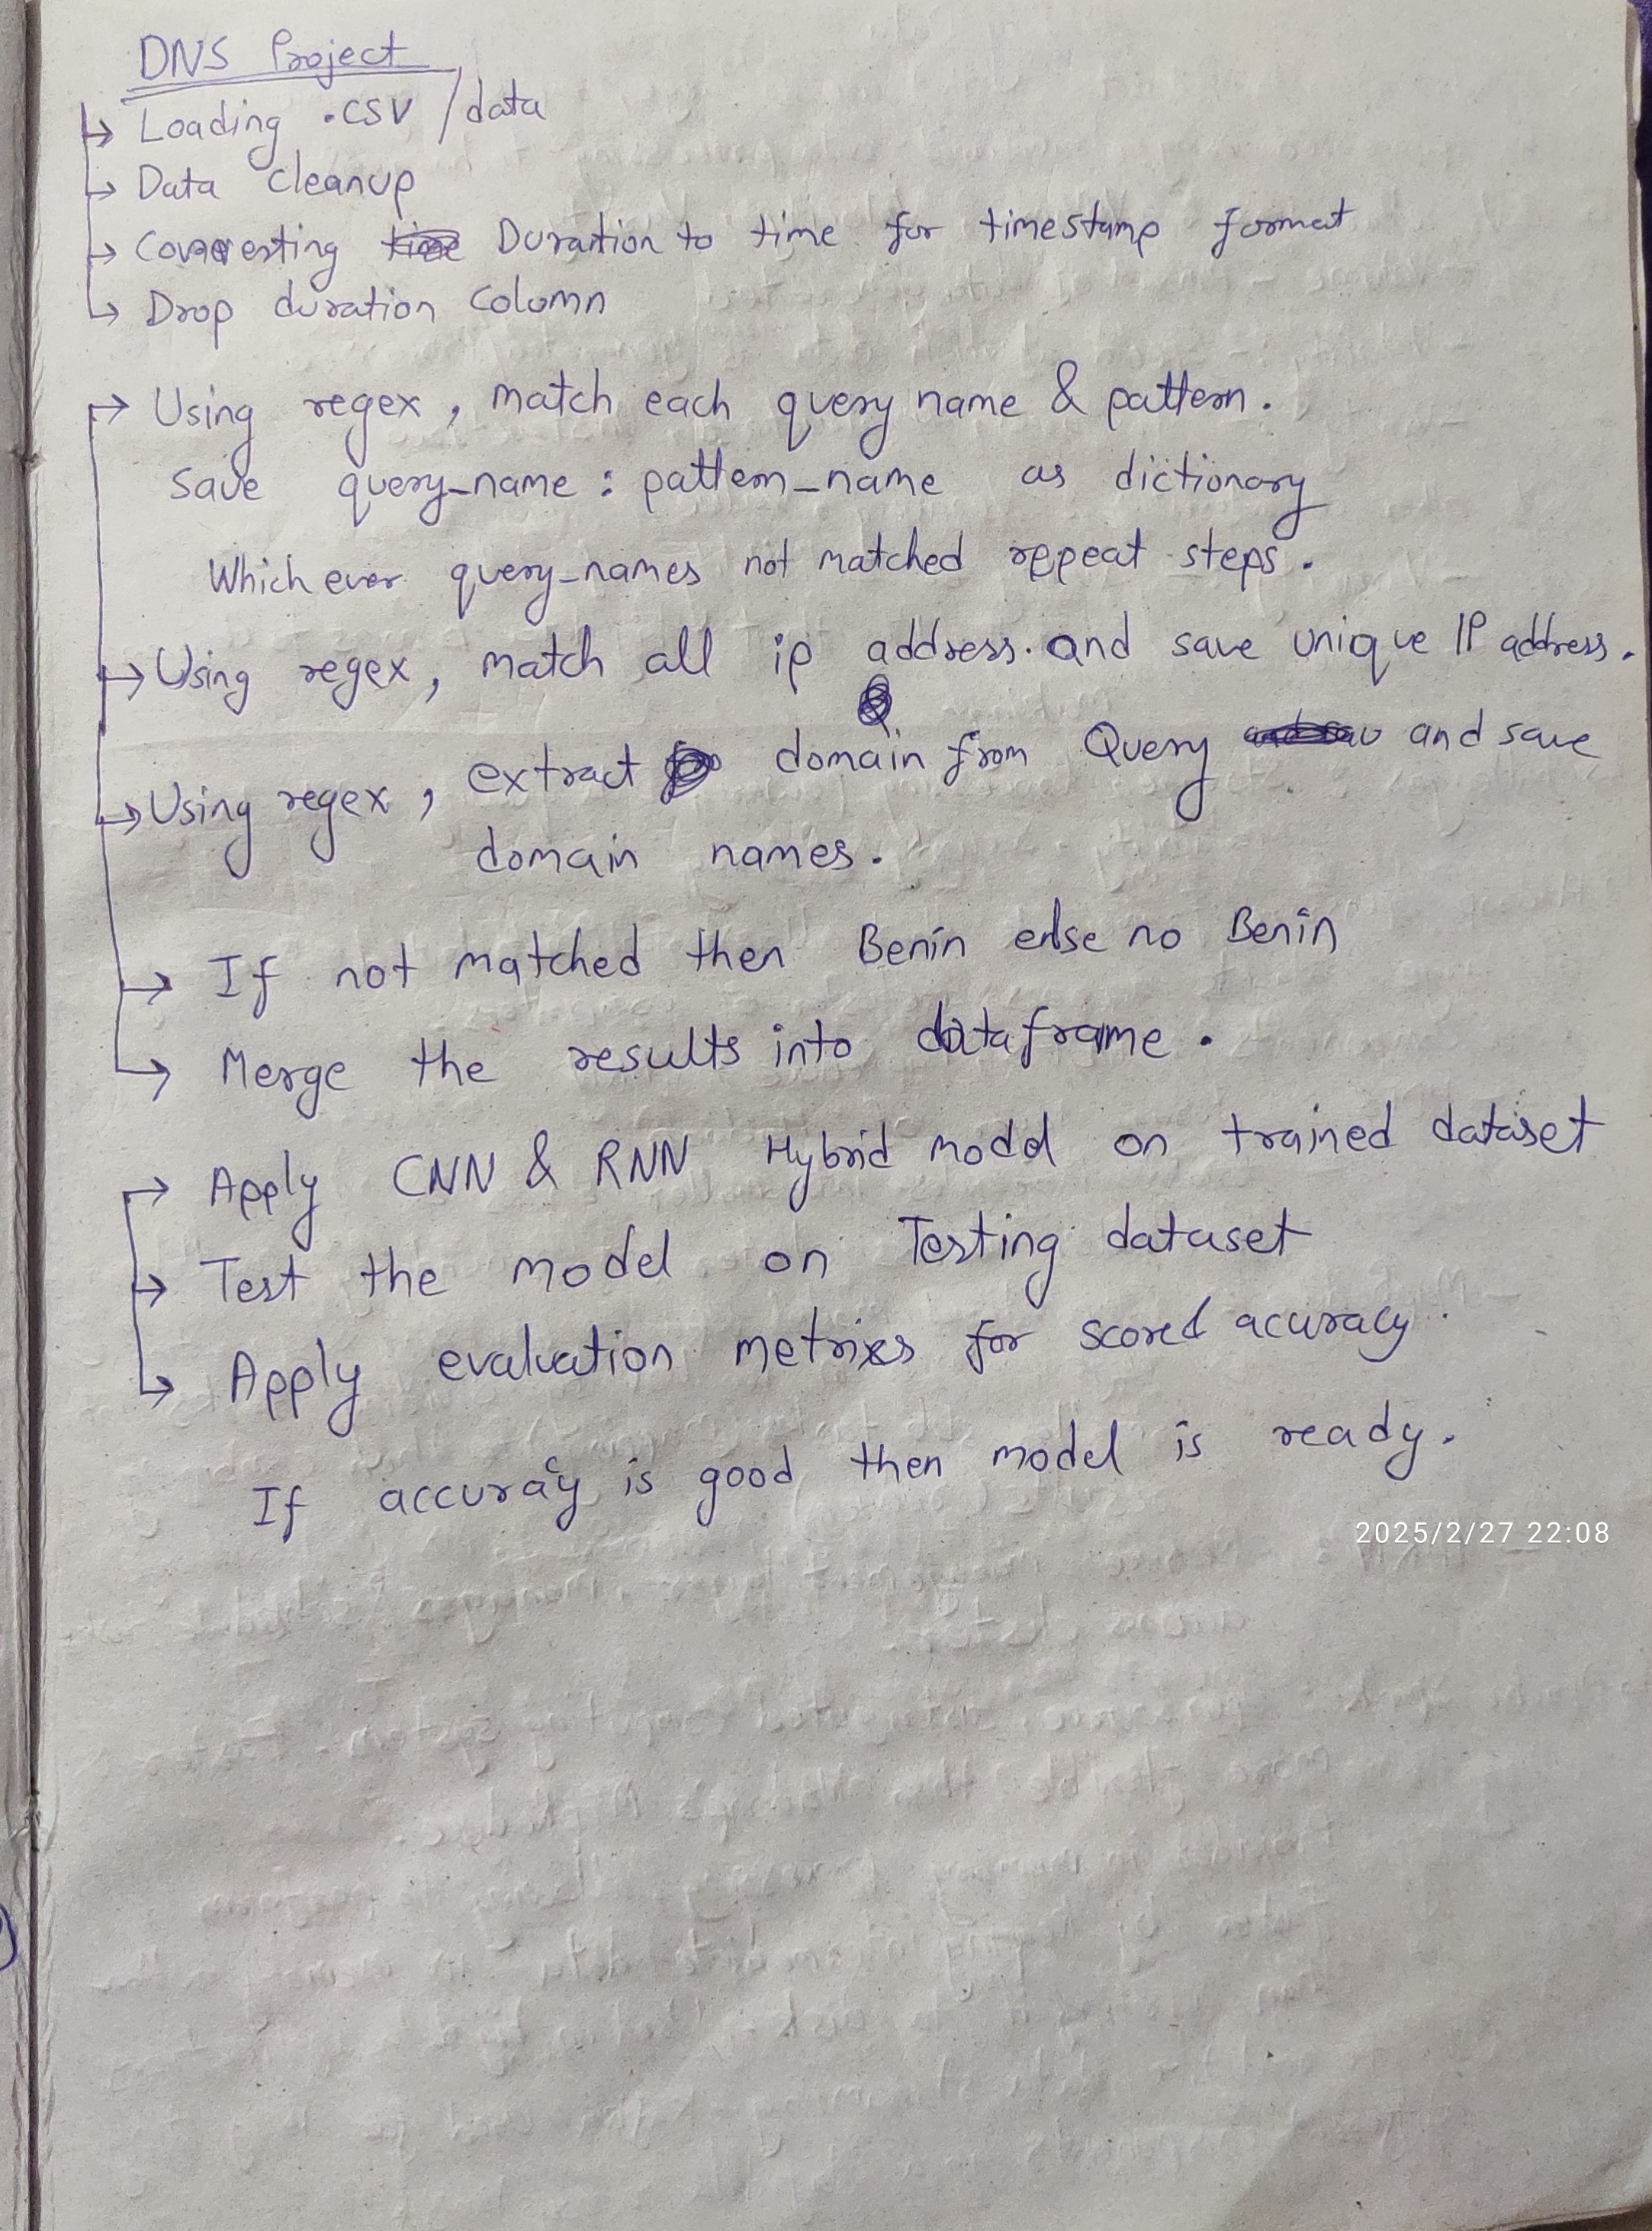 DNS Project
Loading .CSV / data
Data cleanup
Converting Duration to time for timestamp format
Drop duration column
Using regex, match each query name & pattern.
Save query_name : pattern_name as dictionary
Which ever query_names not matched repeat steps.
Using regex, match all ip address. and save unique IP address.
Using regex, extract domain from Query and save
domain names.
If not matched then Benin else no Benin
Merge the results into dataframe.
Apply CNN & RNN Hybrid model on trained dataset
Test the model on Testing dataset
Apply evaluation metrixs for scored accuracy.
If accuracy is good then model is ready.
2025/2/27 22:08